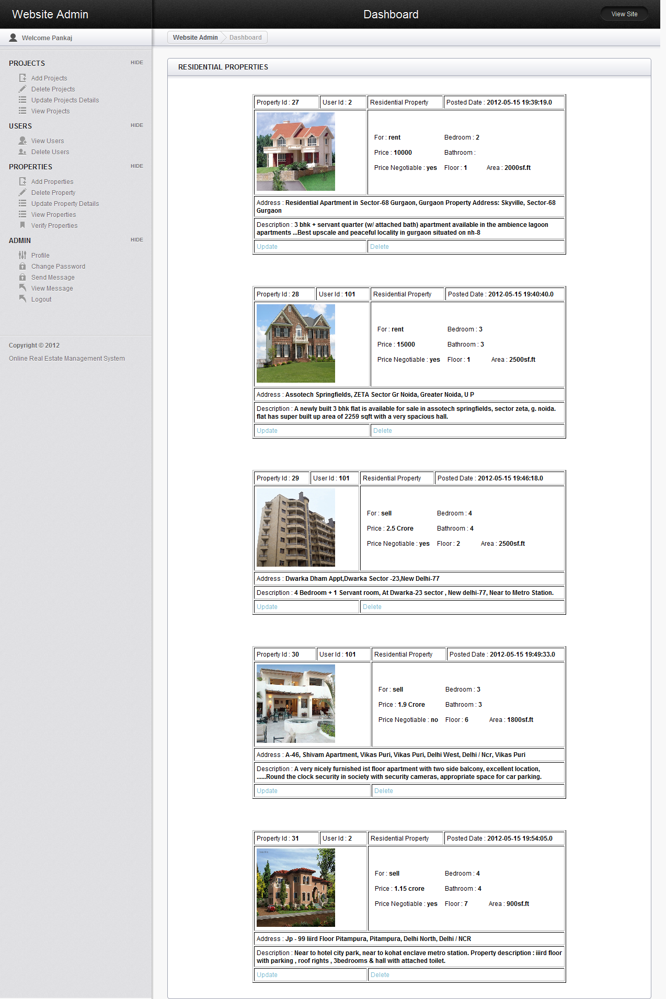 Website Admin
Dashboard
View Site
Welcome Pankaj
Website Admin
Dashboard
PROJECTS
HIDE
Add Projects
Delete Projects
Update Projects Details
View Projects
USERS
HIDE
View Users
Delete Users
PROPERTIES
HIDE
Add Properties
Delete Property
Update Property Details
View Properties
Verify Properties
ADMIN
HIDE
Profile
Change Password
Send Message
View Message
Logout
Copyright © 2012
Online Real Estate Management System
RESIDENTIAL PROPERTIES
Property Id : 27
User Id : 2
Residential Property
Posted Date : 2012-05-15 19:39:19.0
For : rent
Bedroom : 2
Price : 10000
Bathroom :
Price Negotiable : yes
Floor : 1
Area : 2000sf.ft
Address : Residential Apartment in Sector-68 Gurgaon, Gurgaon Property Address: Skyville, Sector-68
Gurgaon
Description : 3 bhk + servant quarter (w/ attached bath) apartment available in the ambience lagoon
apartments ...Best upscale and peaceful locality in gurgaon situated on nh-8
Update
Delete
Property Id : 28
User Id : 101
Residential Property
Posted Date : 2012-05-15 19:40:40.0
For : rent
Bedroom : 3
Price : 15000
Bathroom : 3
Price Negotiable : yes
Floor : 1
Area : 2500sf.ft
Address : Assotech Springfields, ZETA Sector Gr Noida, Greater Noida, U P
Description : A newly built 3 bhk flat is available for sale in assotech springfields, sector zeta, g. noida.
flat has super built up area of 2259 sqft with a very spacious hall.
Update
Delete
Property Id : 29
User Id : 101
Residential Property
Posted Date : 2012-05-15 19:46:18.0
For : sell
Bedroom : 4
Price : 2.5 Crore
Bathroom : 4
Price Negotiable : yes
Floor : 2
Area : 2500sf.ft
Address : Dwarka Dham Appt,Dwarka Sector -23,New Delhi-77
Description : 4 Bedroom + 1 Servant room, At Dwarka-23 sector , New delhi-77, Near to Metro Station.
Update
Delete
Property Id : 30
User Id : 101
Residential Property
Posted Date : 2012-05-15 19:49:33.0
For : sell
Bedroom : 3
Price : 1.9 Crore
Bathroom : 3
Price Negotiable : no
Floor : 6
Area : 1800sf.ft
Address : A-46, Shivam Apartment, Vikas Puri, Vikas Puri, Delhi West, Delhi / Ncr, Vikas Puri
Description : A very nicely furnished ist floor apartment with two side balcony, excellent location,
......Round the clock security in society with security cameras, appropriate space for car parking.
Update
Delete
Property Id : 31
User Id : 2
Residential Property
Posted Date : 2012-05-15 19:54:05.0
For : sell
Bedroom : 4
Price : 1.15 crore
Bathroom : 4
Price Negotiable : yes
Floor : 7
Area : 900sf.ft
Address : Jp - 99 Iiird Floor Pitampura, Pitampura, Delhi North, Delhi / NCR
Description : Near to hotel city park, near to kohat enclave metro station. Property description : iiird floor
with parking , roof rights , 3bedrooms & hall with attached toilet.
Update
Delete